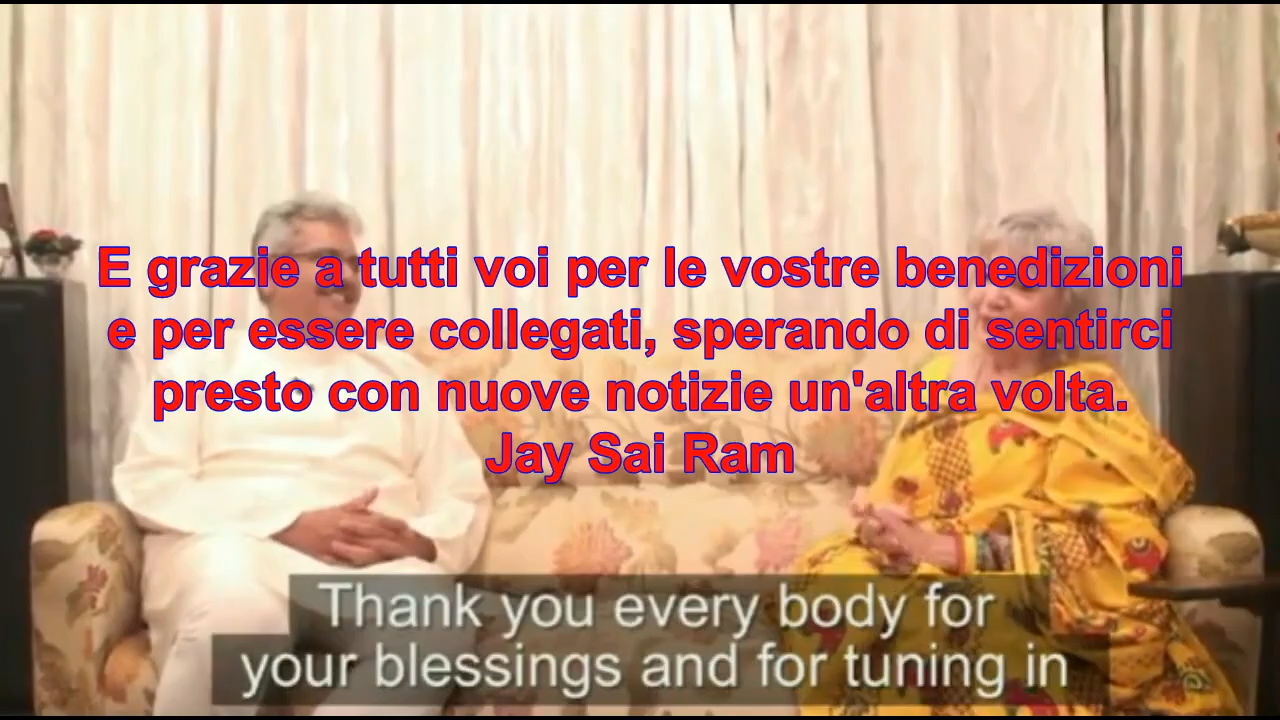 E grazie a tutti voi per le vostre benedizioni
e per essere collegati, sperando di sentirci
presto con nuove notizie un'altra volta.
Jay Sai Ram
Thank you every body for
your blessings and for tuning in